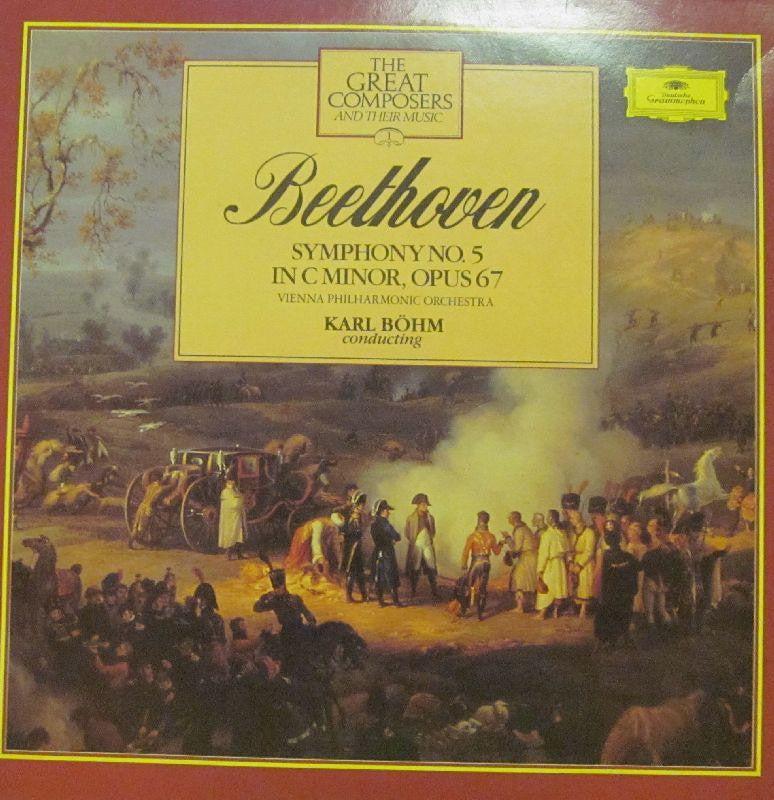 THE
GREAT
COMPOSERS
AND THEIR MUSIC
1
Deutsche
Grammophon
Beethoven
SYMPHONY NO. 5
IN C MINOR, OPUS 67
VIENNA PHILHARMONIC ORCHESTRA
KARL BÖHM
conducting